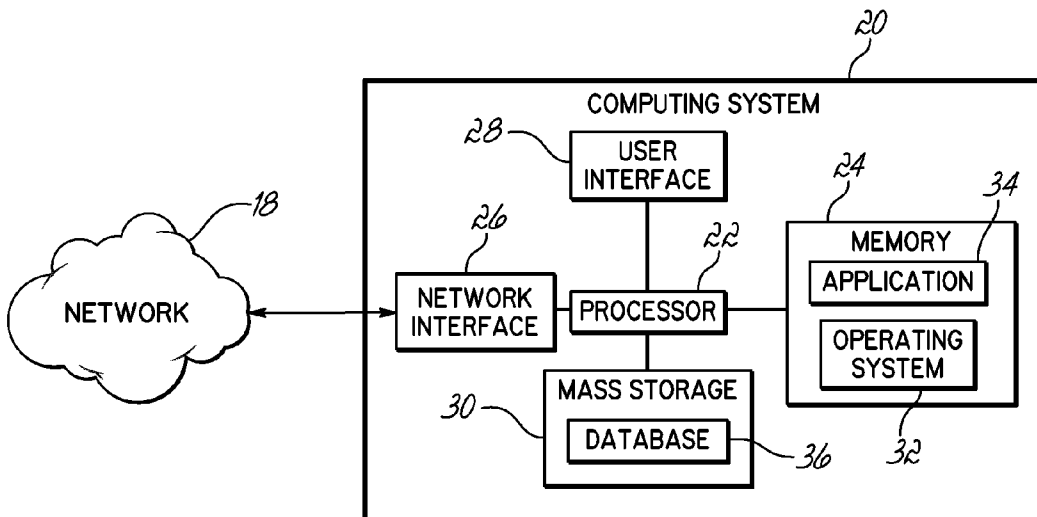 20
COMPUTING SYSTEM
28
USER
INTERFACE
24
34
18
26
22
MEMORY
APPLICATION
NETWORK
NETWORK
INTERFACE
PROCESSOR
OPERATING
SYSTEM
30
MASS STORAGE
DATABASE
36
32